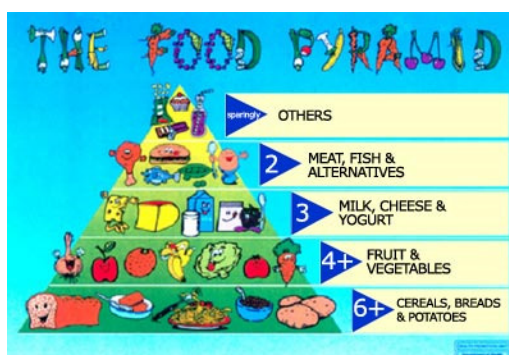 THE FOOD PYRAMID
sparingly OTHERS
2 MEAT, FISH &
ALTERNATIVES
3 MILK, CHEESE &
YOGURT
4+ FRUIT &
VEGETABLES
6+ CEREALS, BREADS
& POTATOES